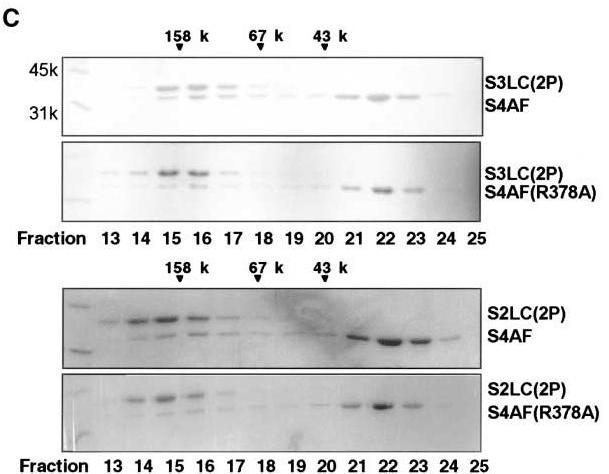 C
158 k 67 k 43 k
45k
31k
S3LC(2P)
S4AF
S3LC(2P)
S4AF(R378A)
Fraction 13 14 15 16 17 18 19 20 21 22 23 24 25
158 k 67 k 43 k
S2LC(2P)
S4AF
S2LC(2P)
S4AF(R378A)
Fraction 13 14 15 16 17 18 19 20 21 22 23 24 25